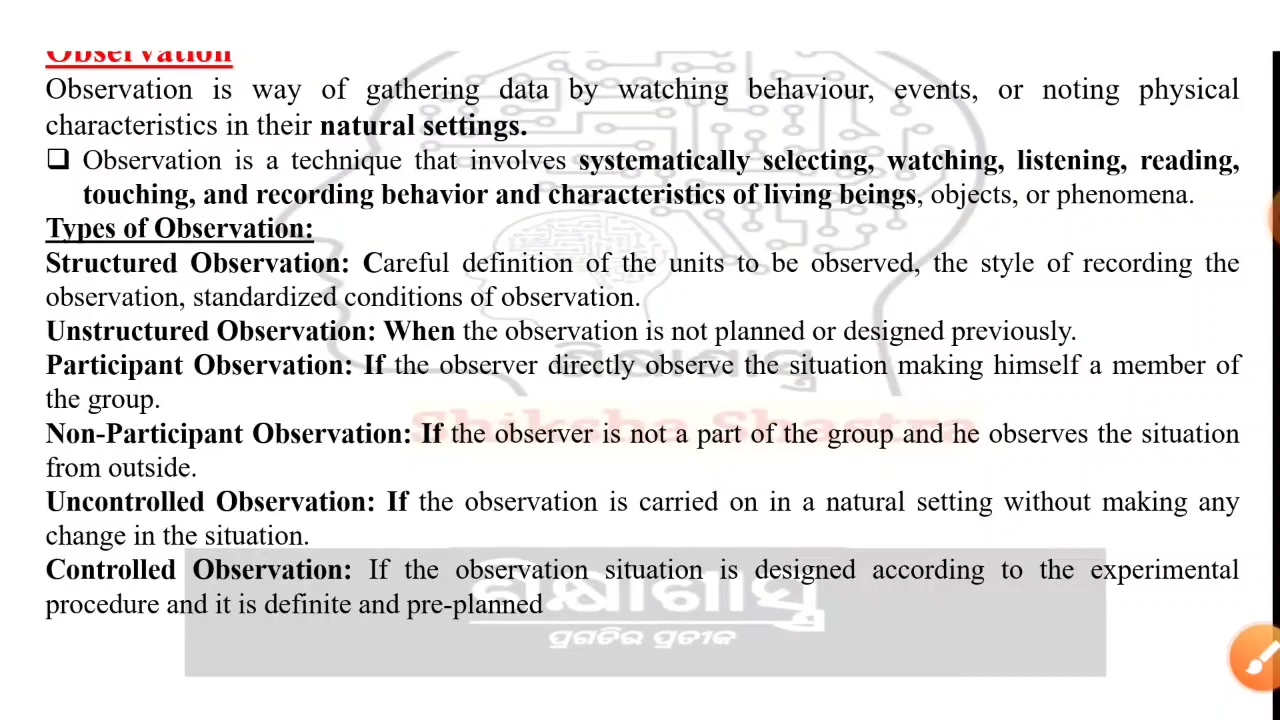 Observation
Observation is way of gathering data by watching behaviour, events, or noting physical
characteristics in their natural settings.
❑ Observation is a technique that involves systematically selecting, watching, listening, reading,
touching, and recording behavior and characteristics of living beings, objects, or phenomena.
Types of Observation:
Structured Observation: Careful definition of the units to be observed, the style of recording the
observation, standardized conditions of observation.
Unstructured Observation: When the observation is not planned or designed previously.
ଶିକ୍ଷାଶାସ୍ତ୍ର
Participant Observation: If the observer directly observe the situation making himself a member of
the group.
Shiksha Shastra
Non-Participant Observation: If the observer is not a part of the group and he observes the situation
from outside.
Uncontrolled Observation: If the observation is carried on in a natural setting without making any
change in the situation.
Controlled Observation: If the observation situation is designed according to the experimental
procedure and it is definite and pre-planned
ଶିକ୍ଷାଶାସ୍ତ୍ର
ପ୍ରଗତିର ପ୍ରତୀକ